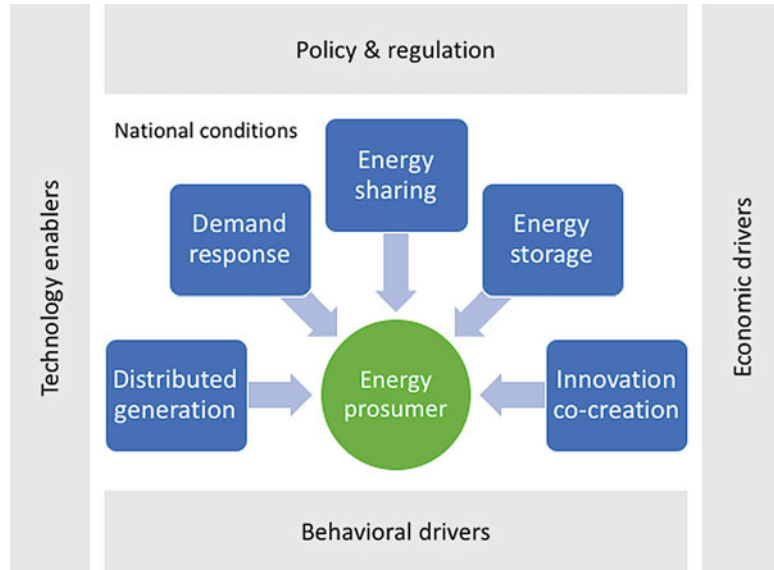 Policy & regulation
Technology enablers
Economic drivers
National conditions
Energy
sharing
Demand
response
Energy
storage
Distributed
generation
Energy
prosumer
Innovation
co-creation
Behavioral drivers